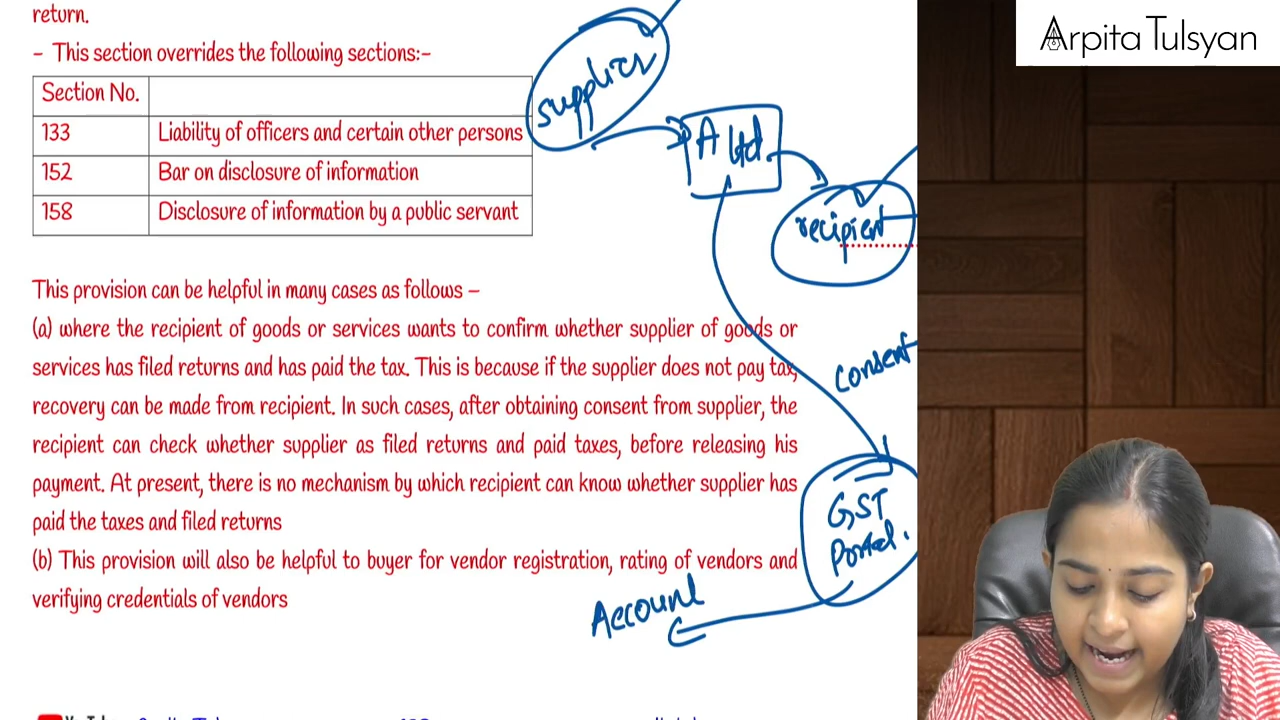 Arpita Tulsyan
return.
- This section overrides the following sections:-
Section No.
133 Liability of officers and certain other persons
152 Bar on disclosure of information
158 Disclosure of information by a public servant
supplier
A ltd
recipient
This provision can be helpful in many cases as follows –
(a) where the recipient of goods or services wants to confirm whether supplier of goods or
services has filed returns and has paid the tax. This is because if the supplier does not pay tax,
recovery can be made from recipient. In such cases, after obtaining consent from supplier, the
recipient can check whether supplier as filed returns and paid taxes, before releasing his
payment. At present, there is no mechanism by which recipient can know whether supplier has
paid the taxes and filed returns
(b) This provision will also be helpful to buyer for vendor registration, rating of vendors and
verifying credentials of vendors
consent
GST
Portal.
Account